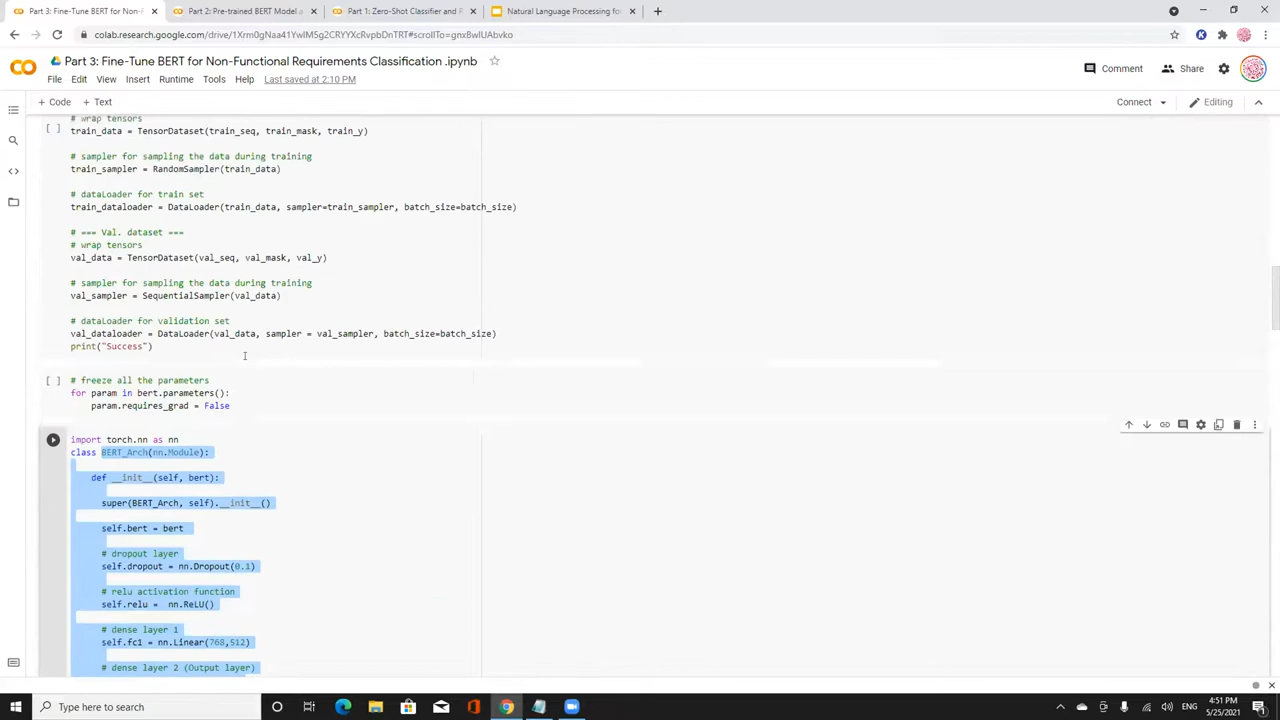 Part 3: Fine-Tune BERT for Non-F
Part 2: Pre-trained BERT Model a
Part 1: Zero-Shot Classifier and P
Natural Language Processing for
colab.research.google.com/drive/1Xrm0gNaa41YwIM5g2CRYYXcRvpbDnTRT#scrollTo=gnxBwIUAbvko
Part 3: Fine-Tune BERT for Non-Functional Requirements Classification .ipynb
Comment
Share
File Edit View Insert Runtime Tools Help Last saved at 2:10 PM
+ Code + Text
Connect
Editing
# wrap tensors
[ ] train_data = TensorDataset(train_seq, train_mask, train_y)
# sampler for sampling the data during training
train_sampler = RandomSampler(train_data)
# dataLoader for train set
train_dataloader = DataLoader(train_data, sampler=train_sampler, batch_size=batch_size)
# === Val. dataset ===
# wrap tensors
val_data = TensorDataset(val_seq, val_mask, val_y)
# sampler for sampling the data during training
val_sampler = SequentialSampler(val_data)
# dataLoader for validation set
val_dataloader = DataLoader(val_data, sampler = val_sampler, batch_size=batch_size)
print("Success")
[ ] # freeze all the parameters
for param in bert.parameters():
param.requires_grad = False
import torch.nn as nn
class BERT_Arch(nn.Module):
def __init__(self, bert):
super(BERT_Arch, self).__init__()
self.bert = bert
# dropout layer
self.dropout = nn.Dropout(0.1)
# relu activation function
self.relu =  nn.ReLU()
# dense layer 1
self.fc1 = nn.Linear(768,512)
# dense layer 2 (Output layer)
Type here to search
ENG
4:51 PM
5/25/2021